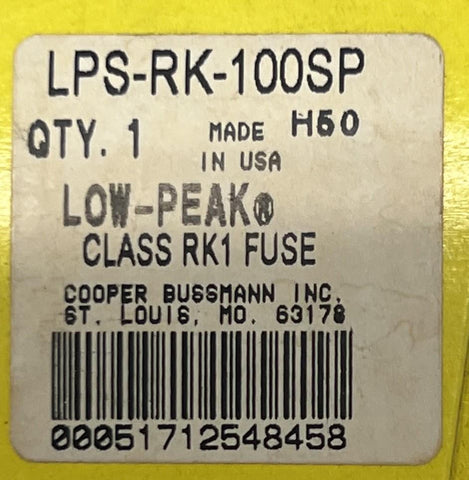 LPS-RK-100SP
QTY. 1 MADE H50
IN USA
LOW-PEAK®
CLASS RK1 FUSE
COOPER BUSSMANN INC.
ST. LOUIS, MO. 63178
00051712548458